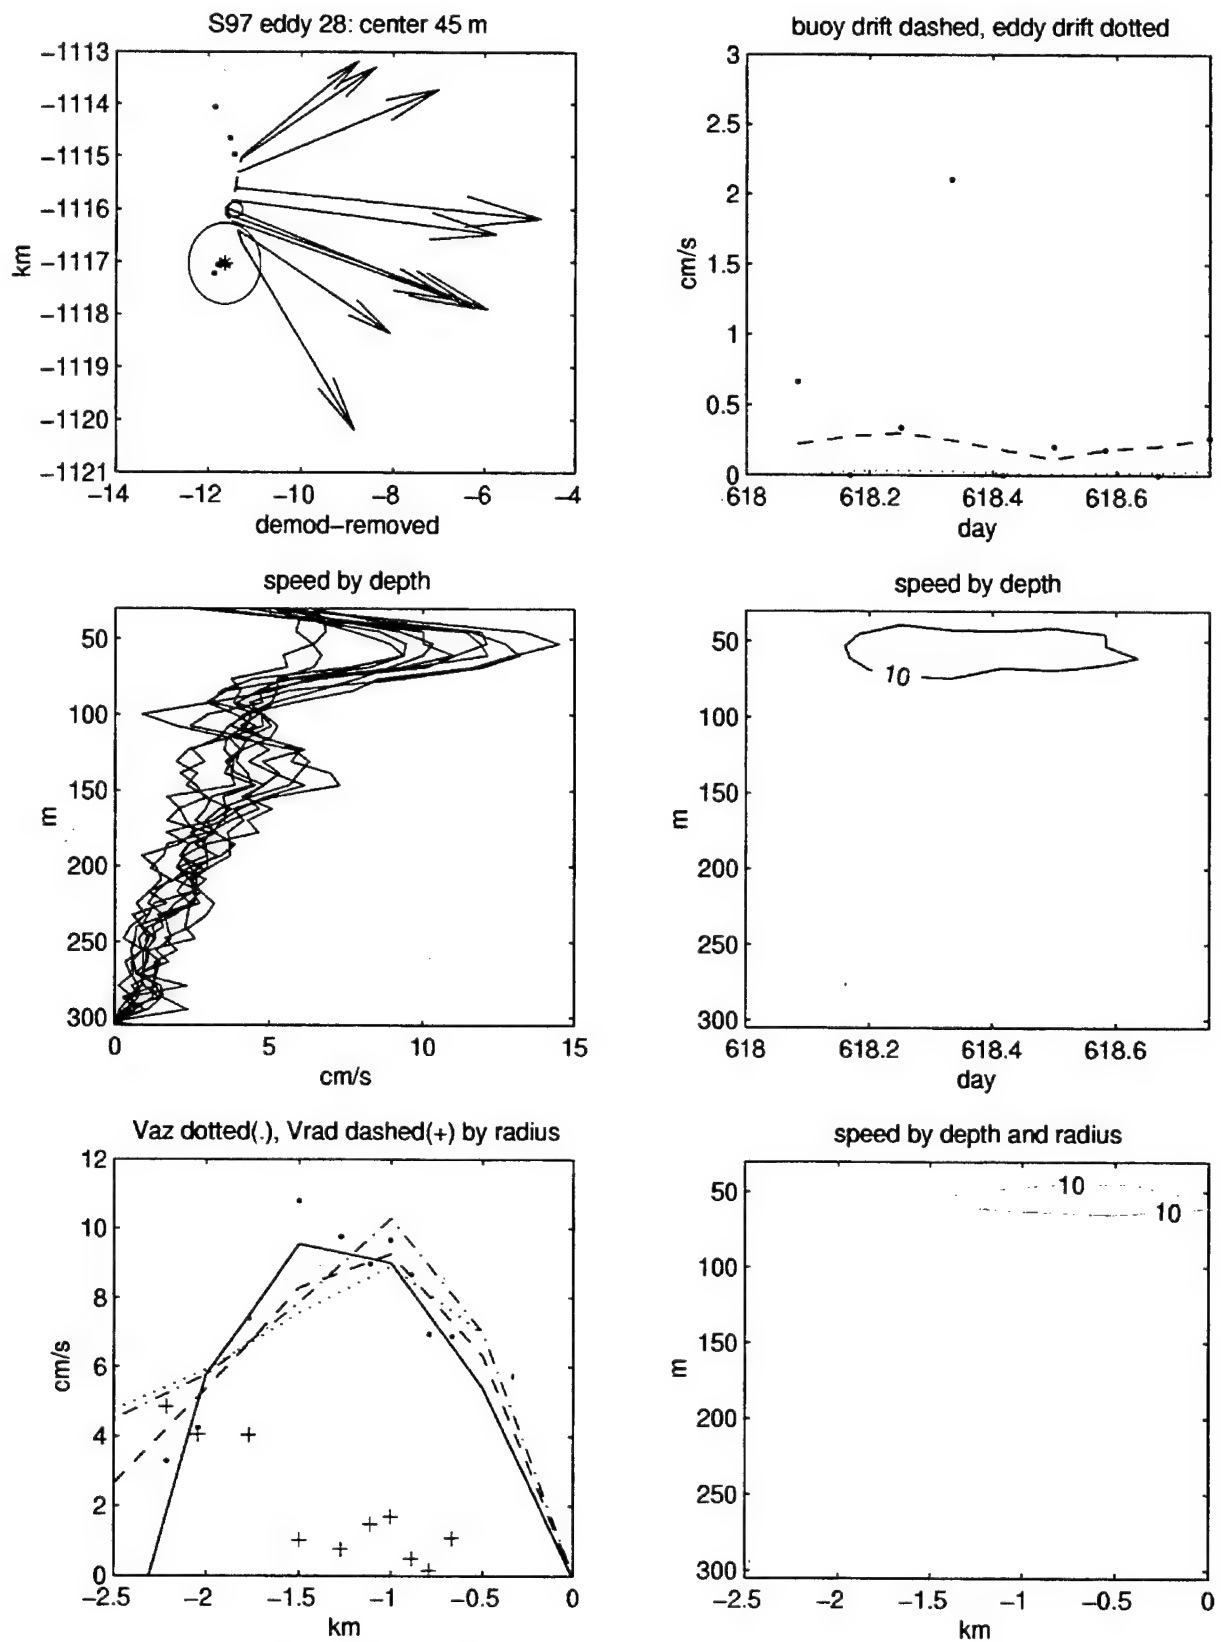 S97 eddy 28: center 45 m
−1113
−1114
−1115
−1116
−1117
−1118
−1119
−1120
−1121
km
−14 −12 −10 −8 −6 −4
demod−removed
buoy drift dashed, eddy drift dotted
3
2.5
2
1.5
1
0.5
0
cm/s
618 618.2 618.4 618.6
day
speed by depth
50
100
150
200
250
300
m
0 5 10 15
cm/s
speed by depth
50
100
150
200
250
300
m
10
618 618.2 618.4 618.6
day
Vaz dotted(.), Vrad dashed(+) by radius
12
10
8
6
4
2
0
cm/s
−2.5 −2 −1.5 −1 −0.5 0
km
speed by depth and radius
50
100
150
200
250
300
m
10
10
−2.5 −2 −1.5 −1 −0.5 0
km